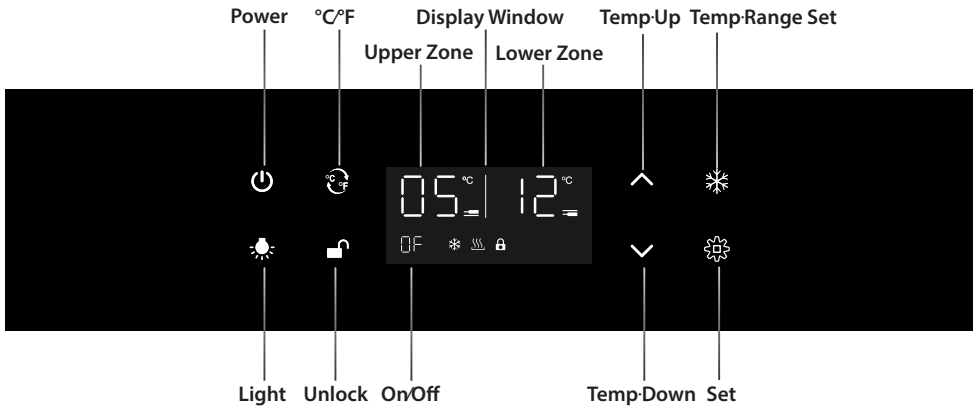 Power °C/°F Display Window Temp·Up Temp·Range Set
Upper Zone Lower Zone
°C °F
05 °C 12 °C
0F
Light Unlock On/Off Temp·Down Set